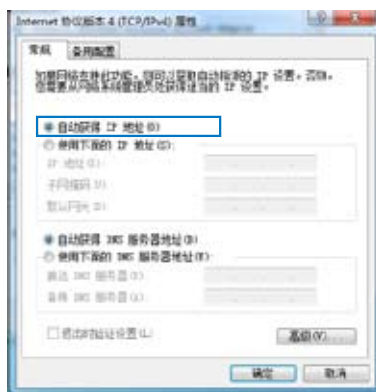 Internet 协议版本 4 (TCP/IPv4) 属性
常规 备用配置
如果网络支持此功能，则可以获取自动指派的 IP 设置。否则，
您需要从网络系统管理员处获得适当的 IP 设置。
自动获得 IP 地址(O)
使用下面的 IP 地址(S):
IP 地址(I):
子网掩码(U):
默认网关(D):
自动获得 DNS 服务器地址(B)
使用下面的 DNS 服务器地址(E):
首选 DNS 服务器(P):
备用 DNS 服务器(A):
退出时验证设置(L)
高级(V)...
确定 取消